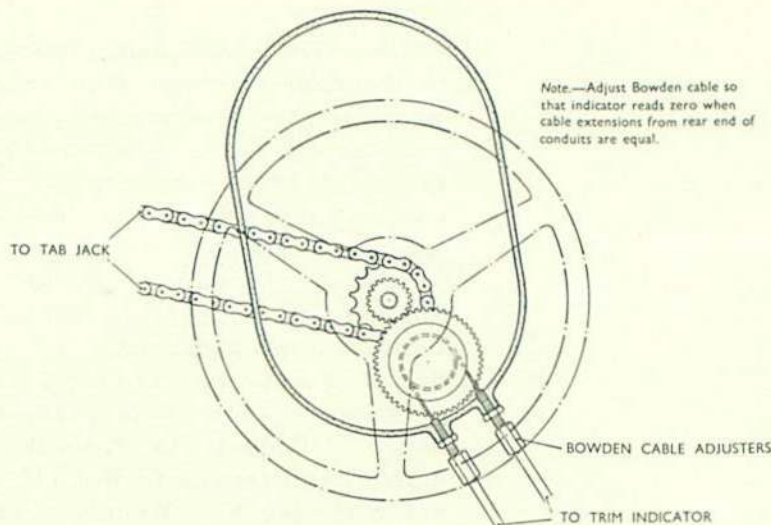 Note.—Adjust Bowden cable so
that indicator reads zero when
cable extensions from rear end of
conduits are equal.
TO TAB JACK
BOWDEN CABLE ADJUSTERS
TO TRIM INDICATOR